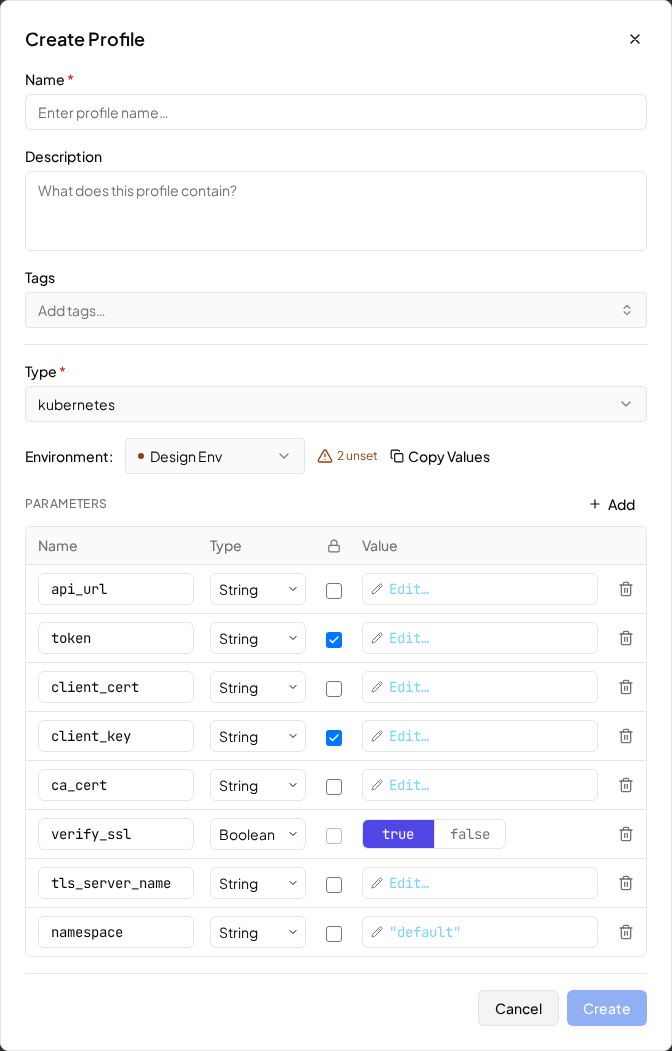 Create Profile
Name *
Enter profile name...
Description
What does this profile contain?
Tags
Add tags...
Type *
kubernetes
Environment: Design Env 2 unset Copy Values
PARAMETERS + Add
Name Type Value
api_url String Edit...
token String Edit...
client_cert String Edit...
client_key String Edit...
ca_cert String Edit...
verify_ssl Boolean true false
tls_server_name String Edit...
namespace String "default"
Cancel Create